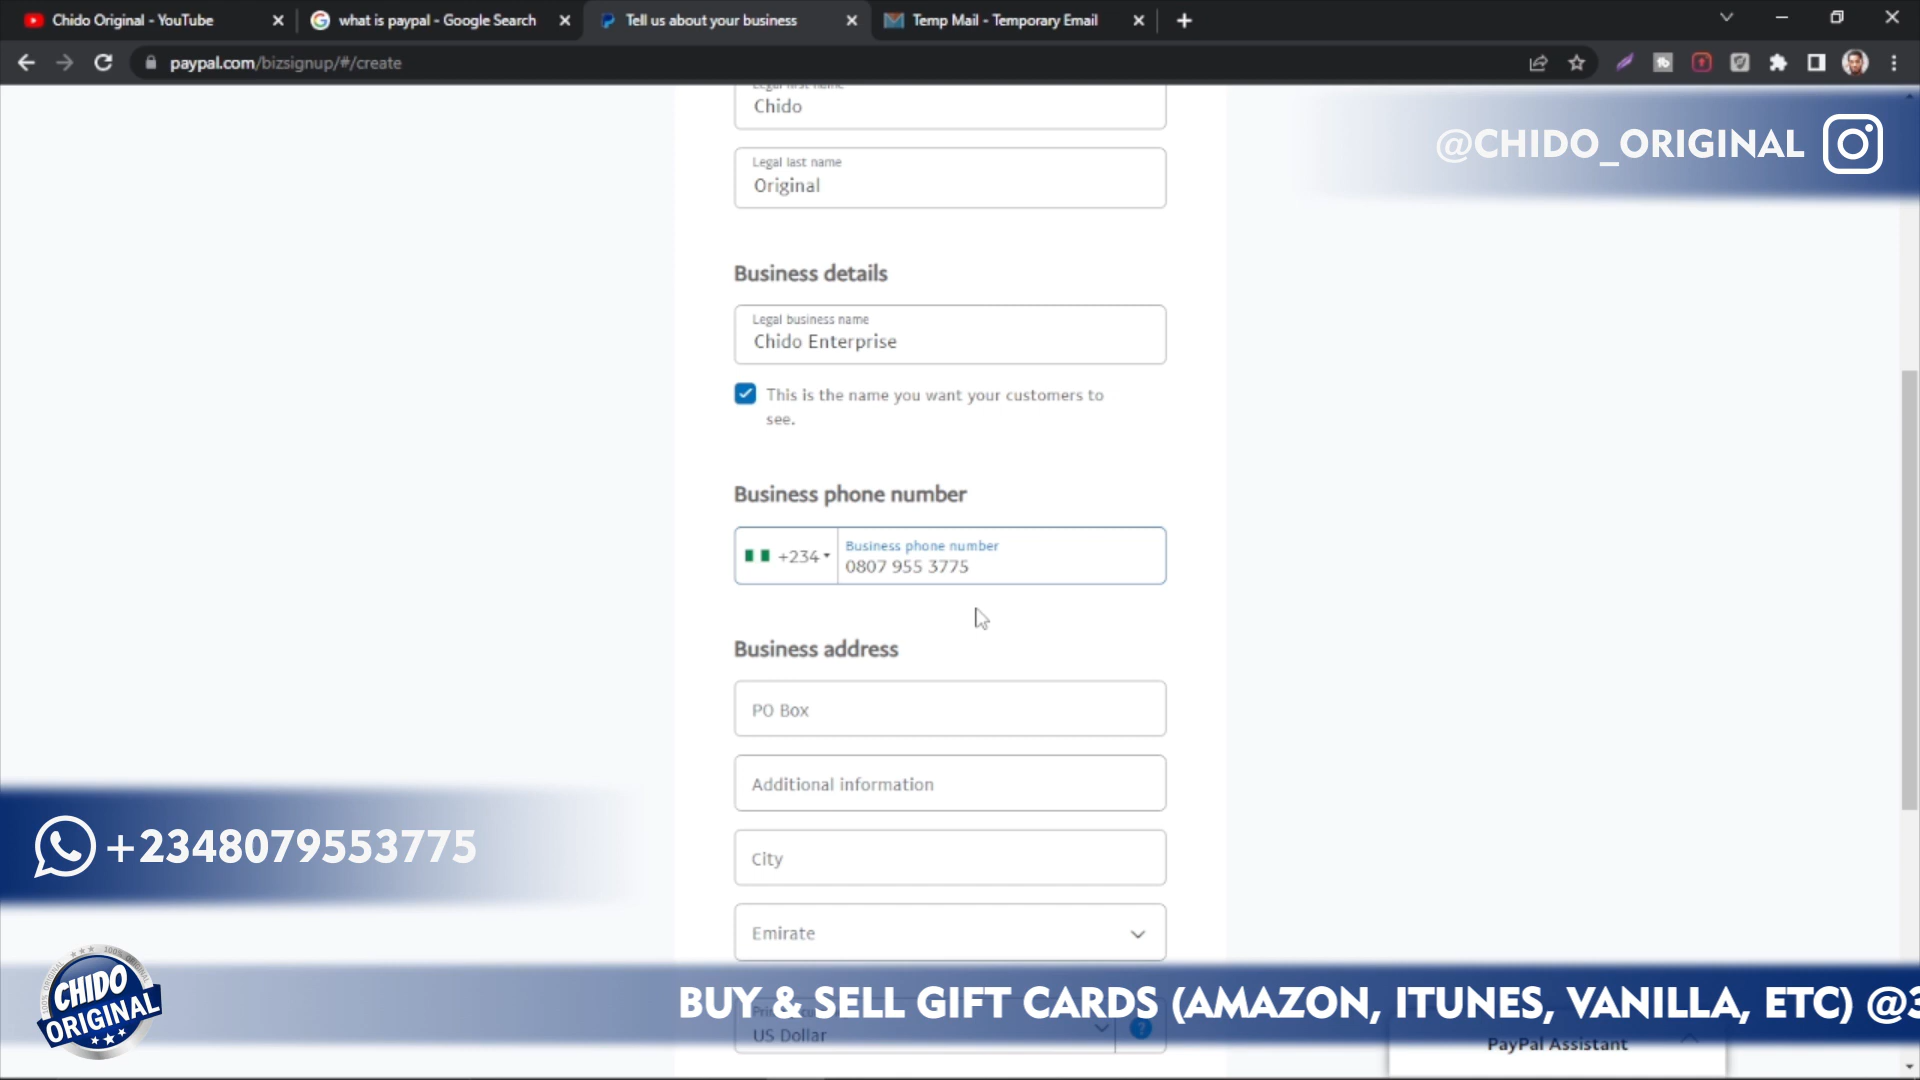 Chido Original - YouTube
what is paypal - Google Search
Tell us about your business
Temp Mail - Temporary Email
paypal.com/bizsignup/#/create
Legal first name
Chido
@CHIDO_ORIGINAL
Legal last name
Original
Business details
Legal business name
Chido Enterprise
This is the name you want your customers to
see.
Business phone number
+234
Business phone number
0807 955 3775
Business address
PO Box
Additional information
City
+2348079553775
Emirate
CHIDO
ORIGINAL
BUY & SELL GIFT CARDS (AMAZON, ITUNES, VANILLA, ETC) @3
US Dollar
?
PayPal Assistant